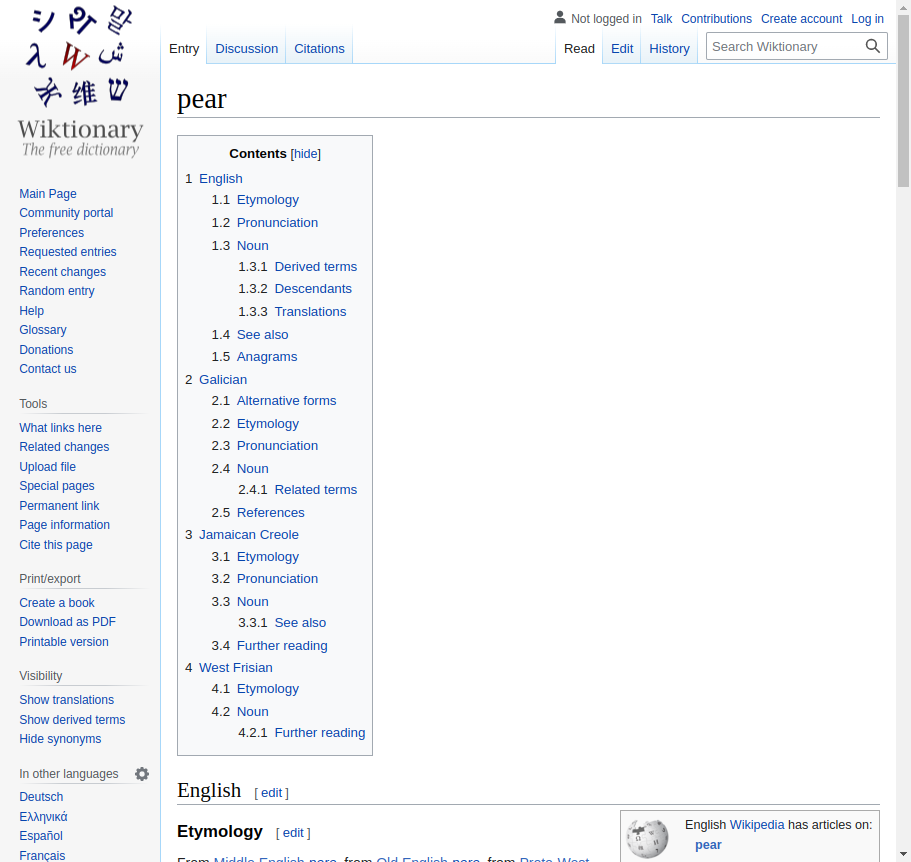 Not logged in Talk Contributions Create account Log in
Entry Discussion Citations Read Edit History Search Wiktionary
Wiktionary
The free dictionary
Main Page
Community portal
Preferences
Requested entries
Recent changes
Random entry
Help
Glossary
Donations
Contact us
Tools
What links here
Related changes
Upload file
Special pages
Permanent link
Page information
Cite this page
Print/export
Create a book
Download as PDF
Printable version
Visibility
Show translations
Show derived terms
Hide synonyms
In other languages
Deutsch
Ελληνικά
Español
Français
pear
Contents [hide]
1 English
1.1 Etymology
1.2 Pronunciation
1.3 Noun
1.3.1 Derived terms
1.3.2 Descendants
1.3.3 Translations
1.4 See also
1.5 Anagrams
2 Galician
2.1 Alternative forms
2.2 Etymology
2.3 Pronunciation
2.4 Noun
2.4.1 Related terms
2.5 References
3 Jamaican Creole
3.1 Etymology
3.2 Pronunciation
3.3 Noun
3.3.1 See also
3.4 Further reading
4 West Frisian
4.1 Etymology
4.2 Noun
4.2.1 Further reading
English [ edit ]
Etymology [ edit ]
From Middle English pere, from Old English pere, from Proto-West
English Wikipedia has articles on:
pear